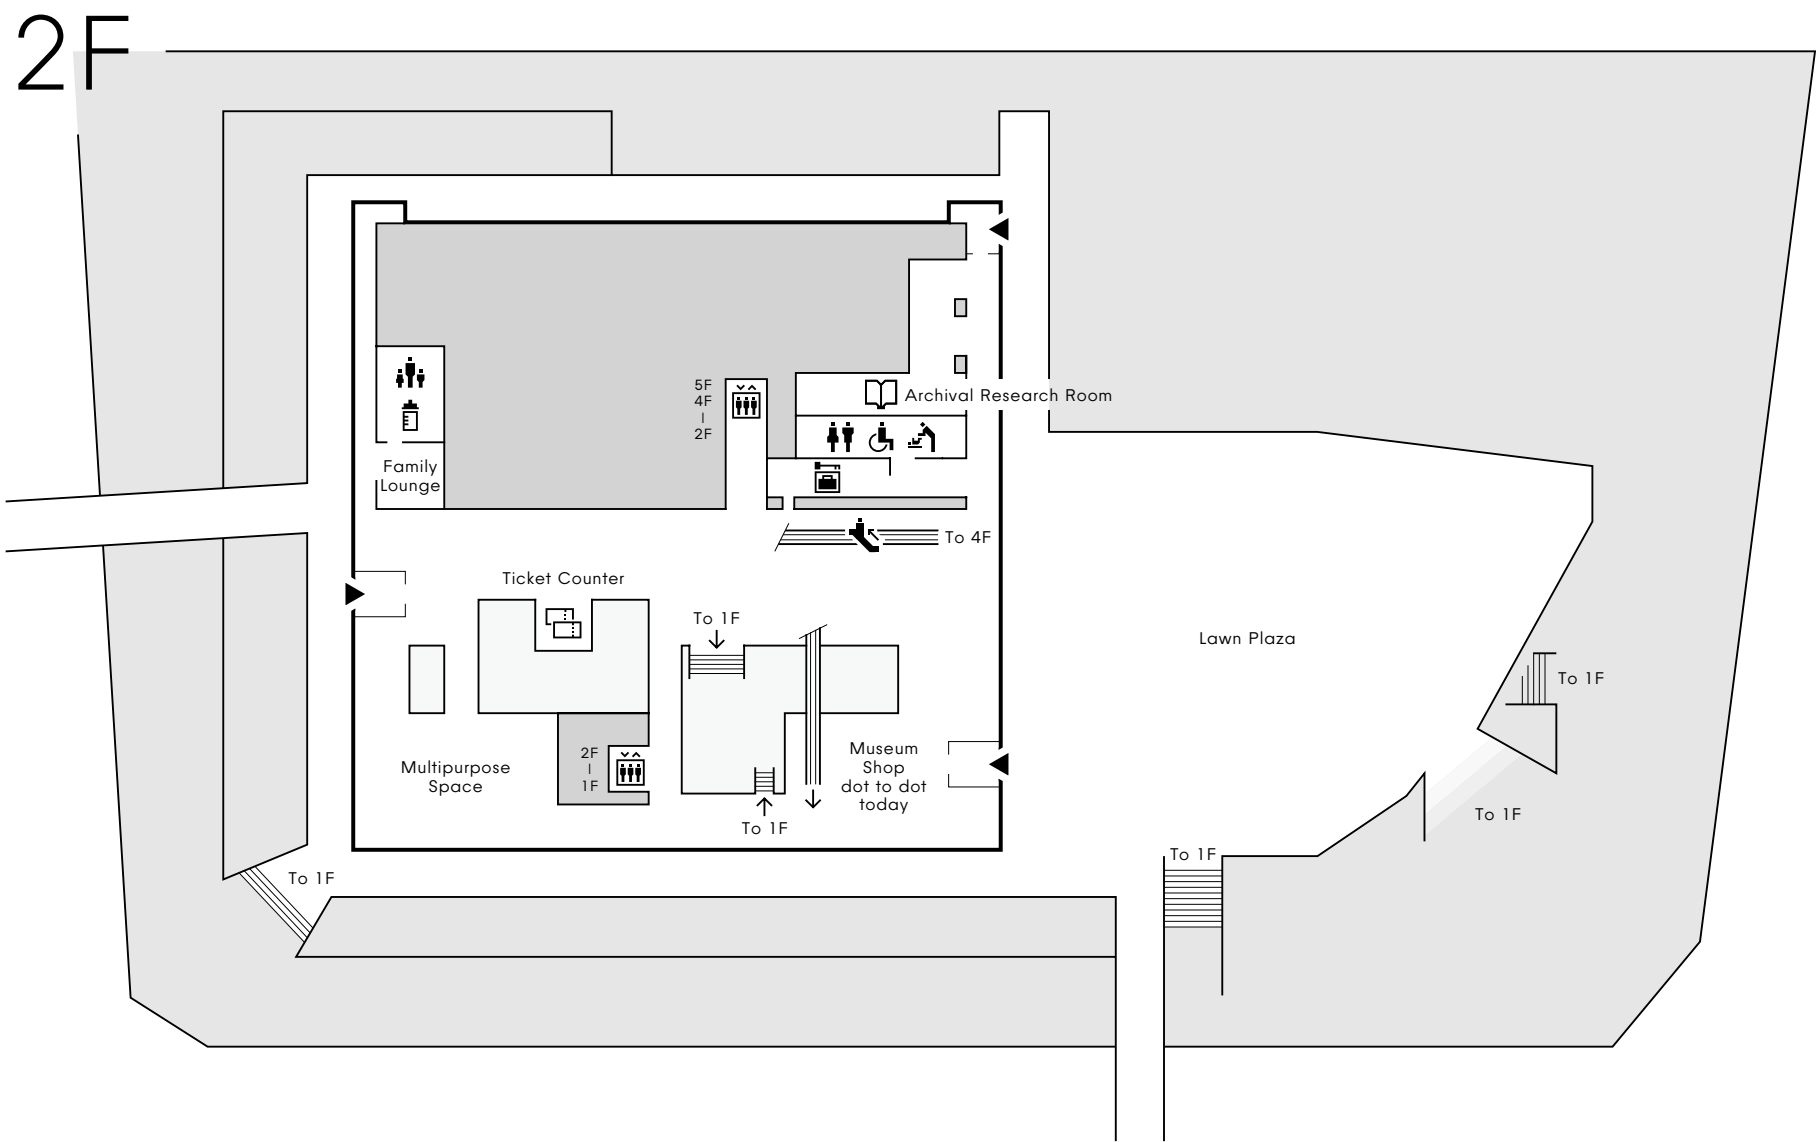 2F
5F
4F
|
2F
Archival Research Room
Family
Lounge
To 4F
Ticket Counter
To 1F
Lawn Plaza
To 1F
Multipurpose
Space
2F
|
1F
Museum
Shop
dot to dot
today
To 1F
To 1F
To 1F
To 1F